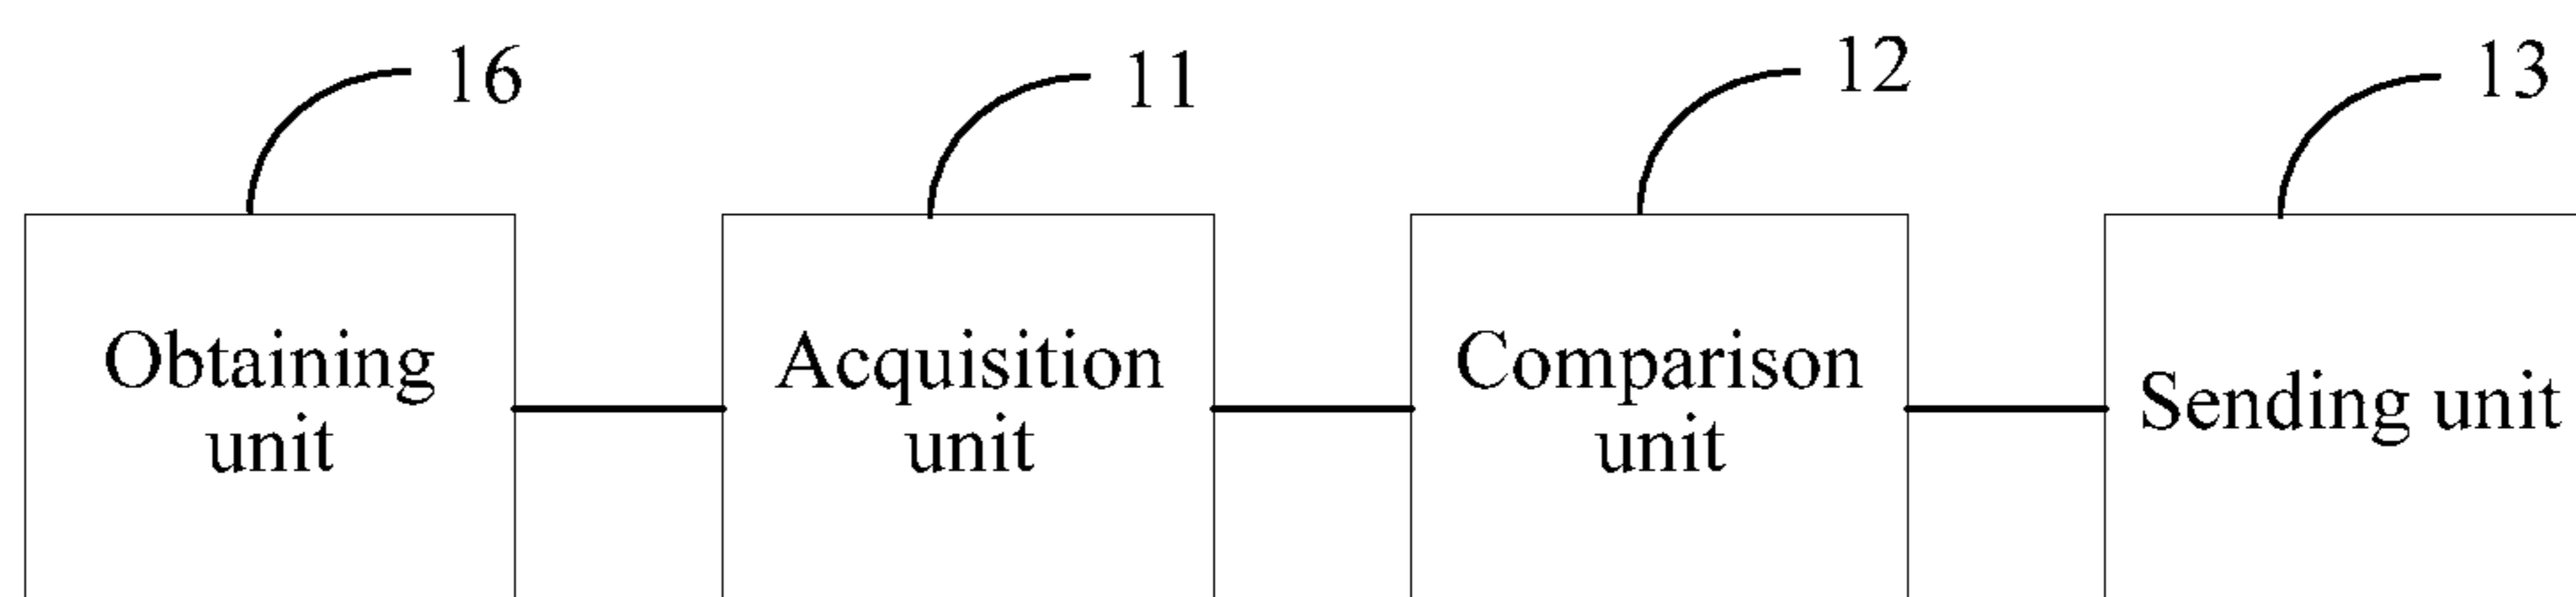 16
11
12
13
Obtaining
unit
Acquisition
unit
Comparison
unit
Sending unit